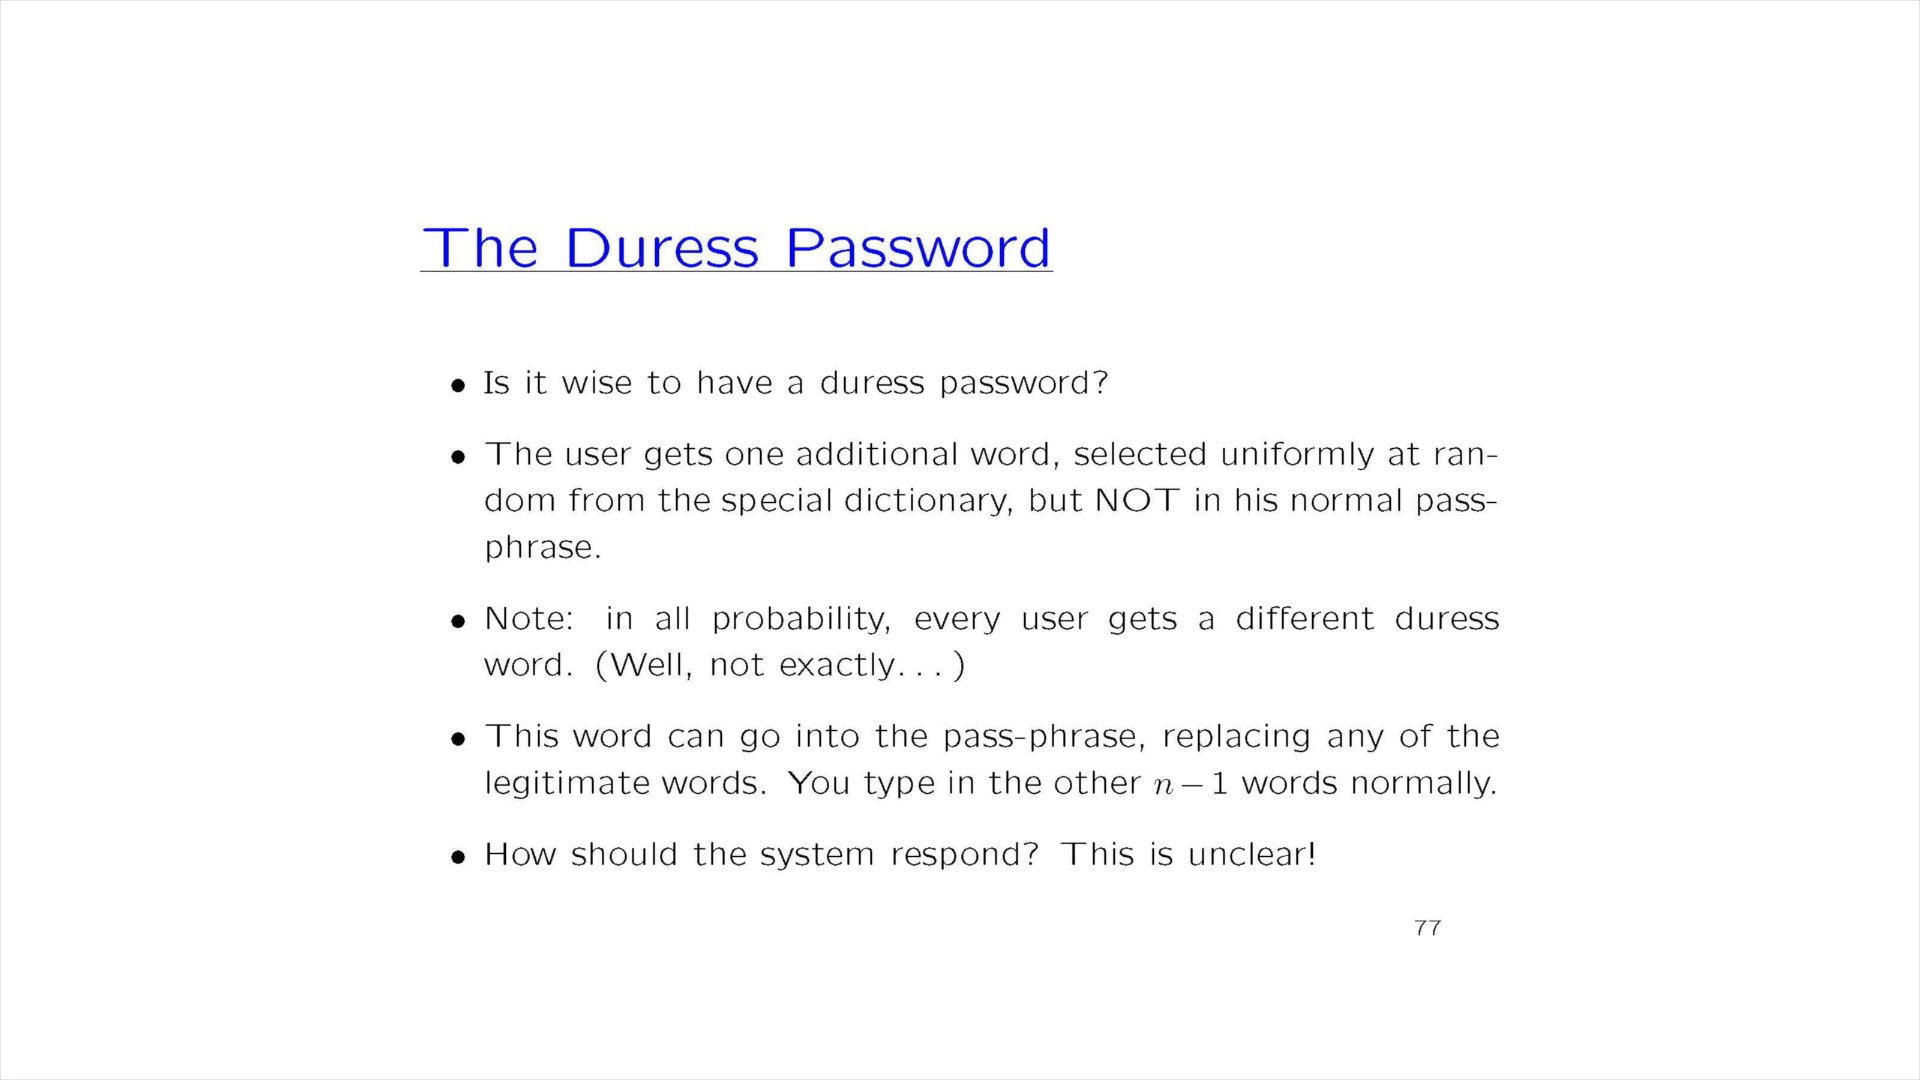 The Duress Password
• Is it wise to have a duress password?
• The user gets one additional word, selected uniformly at ran-
dom from the special dictionary, but NOT in his normal pass-
phrase.
• Note: in all probability, every user gets a different duress
word. (Well, not exactly. . . )
• This word can go into the pass-phrase, replacing any of the
legitimate words. You type in the other n − 1 words normally.
• How should the system respond? This is unclear!
77